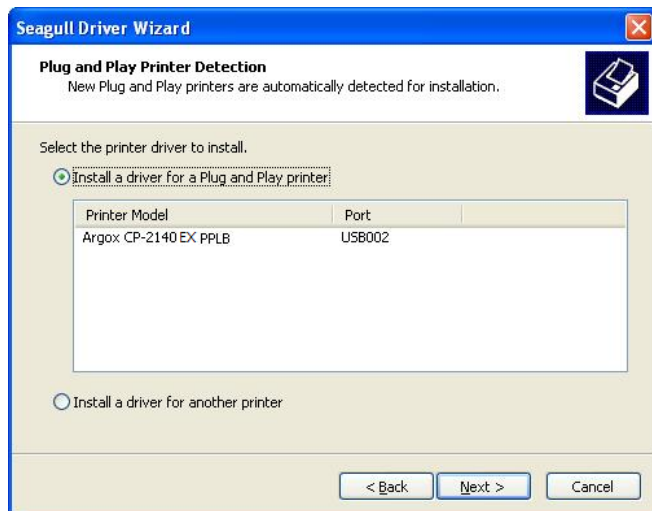 Seagull Driver Wizard
Plug and Play Printer Detection
New Plug and Play printers are automatically detected for installation.
Select the printer driver to install.
Install a driver for a Plug and Play printer
Printer Model Port
Argox CP-2140 EX PPLB USB002
Install a driver for another printer
< Back Next > Cancel